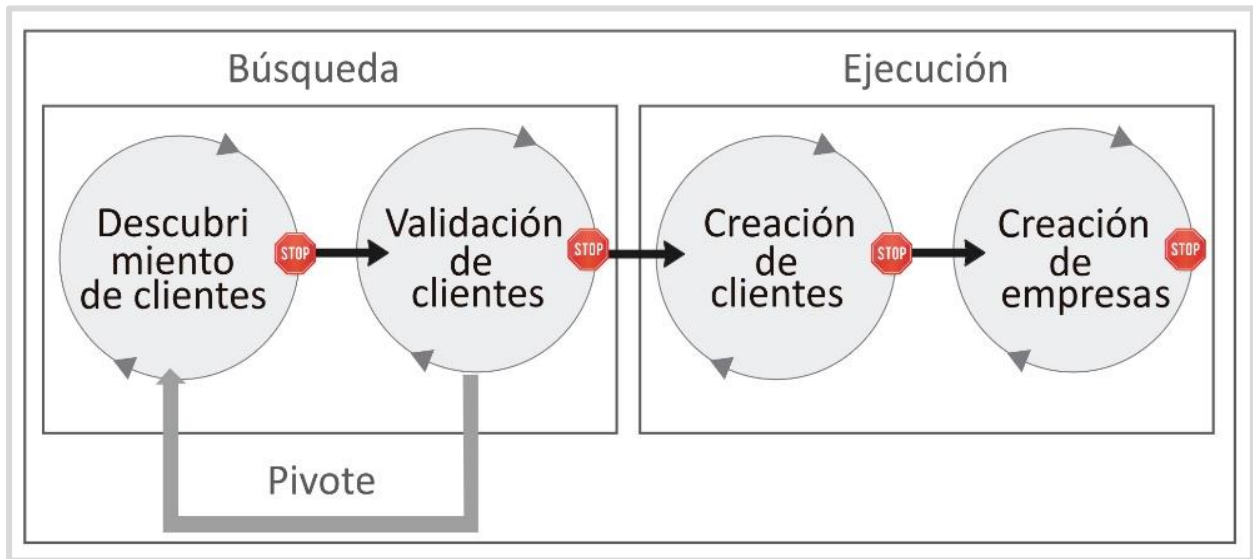 Búsqueda
Ejecución
Descubri
miento
de clientes
STOP
Validación
de
clientes
STOP
Creación
de
clientes
STOP
Creación
de
empresas
STOP
Pivote